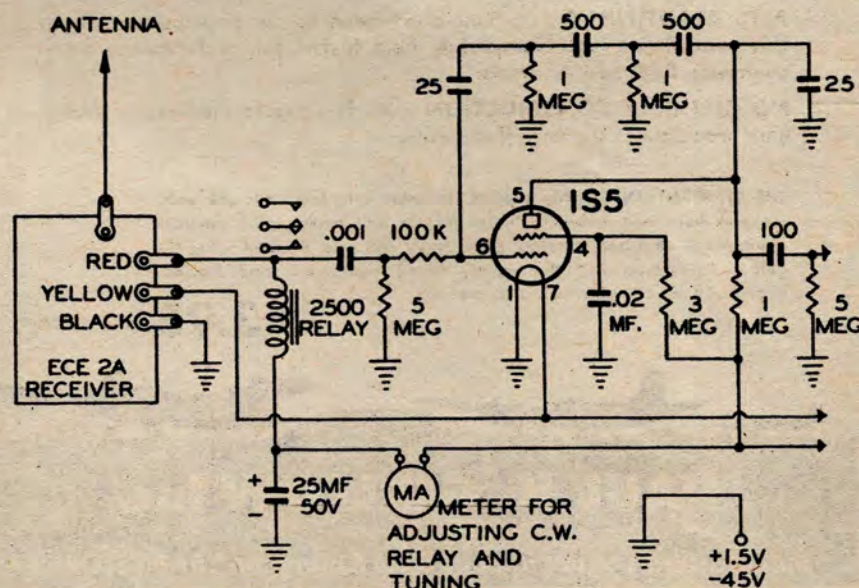 ANTENNA
RED
YELLOW
BLACK
ECE 2A
RECEIVER
2500
RELAY
.001
100K
5
MEG
25
500
500
1
MEG
1
MEG
25
1S5
5
6
4
1
7
.02
MF.
3
MEG
1
MEG
100
5
MEG
+
-
25MF
50V
MA
METER FOR
ADJUSTING C.W.
RELAY AND
TUNING
+1.5V
-45V